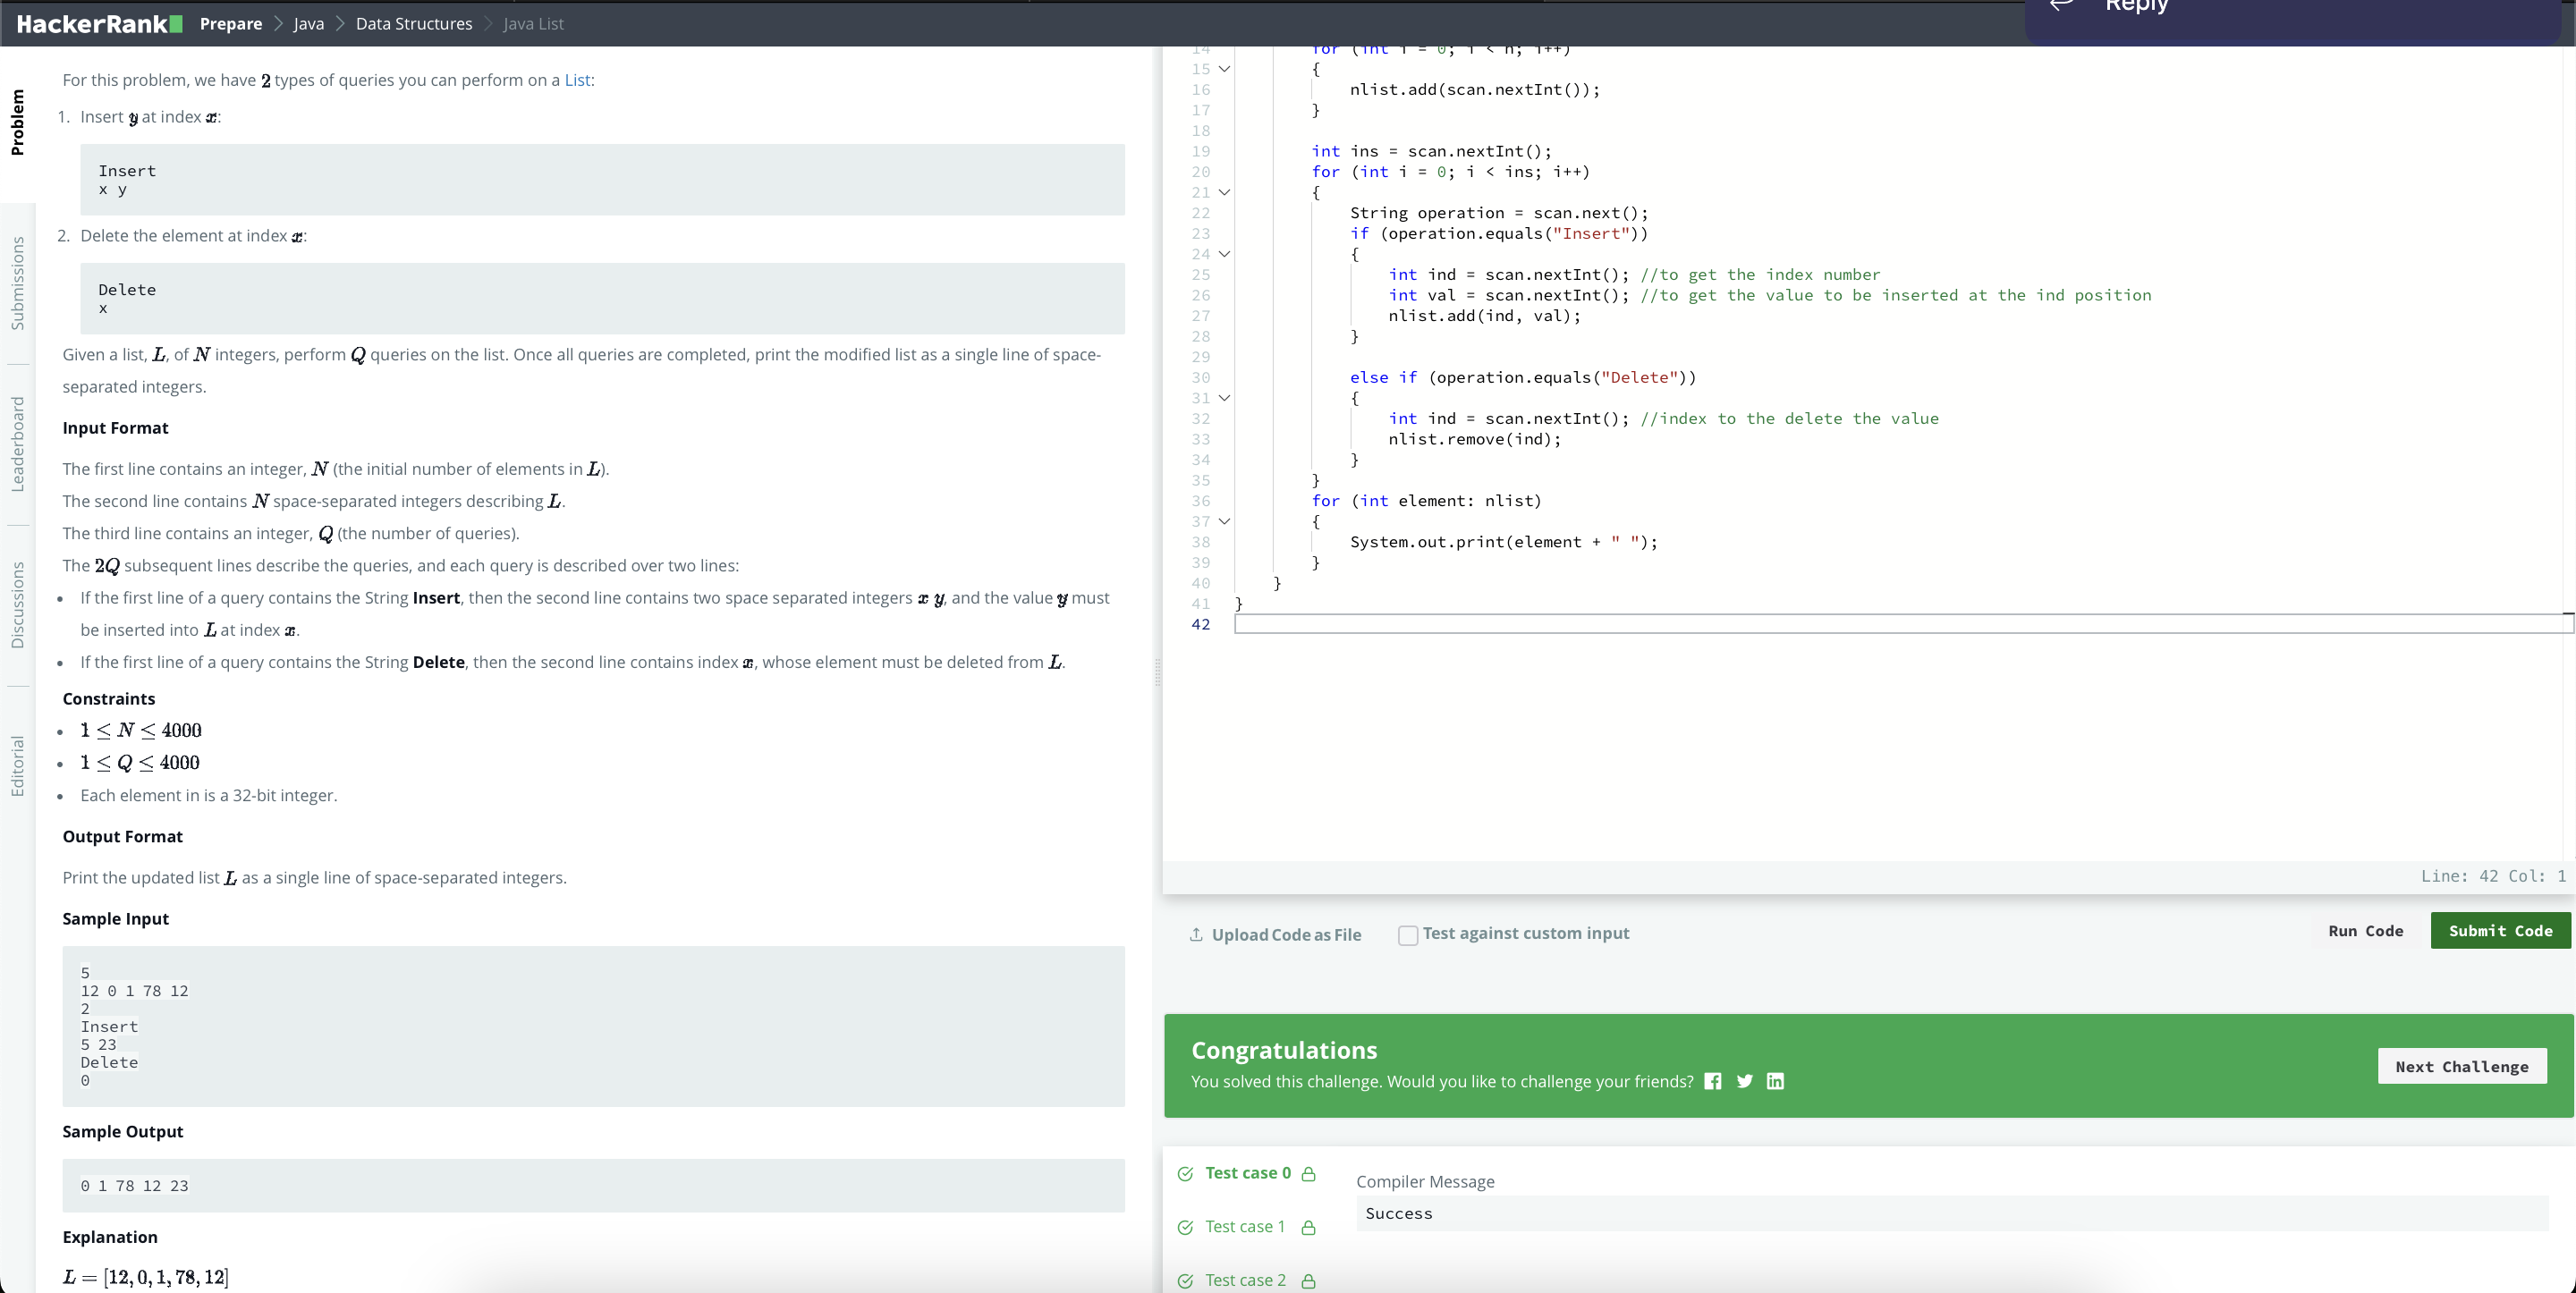 HackerRank Prepare > Java > Data Structures > Java List
Reply
Problem
Submissions
Leaderboard
Discussions
Editorial
For this problem, we have 2 types of queries you can perform on a List:
1. Insert y at index x:
Insert
x y
2. Delete the element at index x:
Delete
x
Given a list, L, of N integers, perform Q queries on the list. Once all queries are completed, print the modified list as a single line of space-
separated integers.
Input Format
The first line contains an integer, N (the initial number of elements in L).
The second line contains N space-separated integers describing L.
The third line contains an integer, Q (the number of queries).
The 2Q subsequent lines describe the queries, and each query is described over two lines:
• If the first line of a query contains the String Insert, then the second line contains two space separated integers x y, and the value y must
be inserted into L at index x.
• If the first line of a query contains the String Delete, then the second line contains index x, whose element must be deleted from L.
Constraints
• 1 ≤ N ≤ 4000
• 1 ≤ Q ≤ 4000
• Each element in is a 32-bit integer.
Output Format
Print the updated list L as a single line of space-separated integers.
Sample Input
5
12 0 1 78 12
2
Insert
5 23
Delete
0
Sample Output
0 1 78 12 23
Explanation
L = [12, 0, 1, 78, 12]
14 for (int i = 0; i < n; i++)
15 {
16 nlist.add(scan.nextInt());
17 }
18
19 int ins = scan.nextInt();
20 for (int i = 0; i < ins; i++)
21 {
22 String operation = scan.next();
23 if (operation.equals("Insert"))
24 {
25 int ind = scan.nextInt(); //to get the index number
26 int val = scan.nextInt(); //to get the value to be inserted at the ind position
27 nlist.add(ind, val);
28 }
29
30 else if (operation.equals("Delete"))
31 {
32 int ind = scan.nextInt(); //index to the delete the value
33 nlist.remove(ind);
34 }
35 }
36 for (int element: nlist)
37 {
38 System.out.print(element + " ");
39 }
40 }
41 }
42
Line: 42 Col: 1
Upload Code as File Test against custom input Run Code Submit Code
Congratulations
You solved this challenge. Would you like to challenge your friends?
Next Challenge
Test case 0
Test case 1
Test case 2
Compiler Message
Success